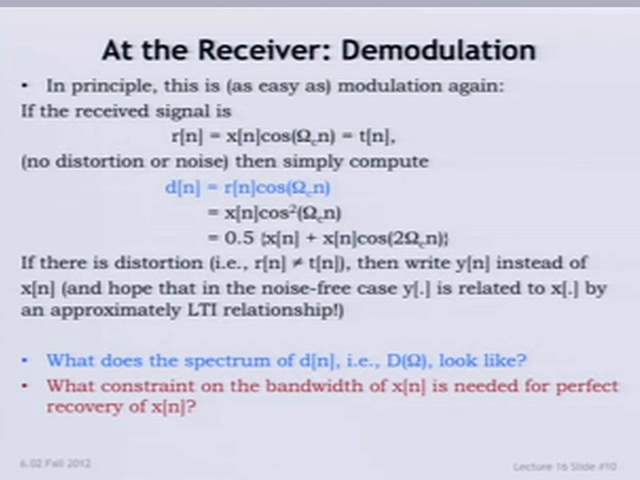 At the Receiver: Demodulation
• In principle, this is (as easy as) modulation again:
If the received signal is
r[n] = x[n]cos(Ωcn) = t[n],
(no distortion or noise) then simply compute
d[n] = r[n]cos(Ωcn)
= x[n]cos²(Ωcn)
= 0.5 {x[n] + x[n]cos(2Ωcn)}
If there is distortion (i.e., r[n] ≠ t[n]), then write y[n] instead of
x[n] (and hope that in the noise-free case y[.] is related to x[.] by
an approximately LTI relationship!)
• What does the spectrum of d[n], i.e., D(Ω), look like?
• What constraint on the bandwidth of x[n] is needed for perfect
recovery of x[n]?
6.02 Fall 2012
Lecture 16 Slide #10